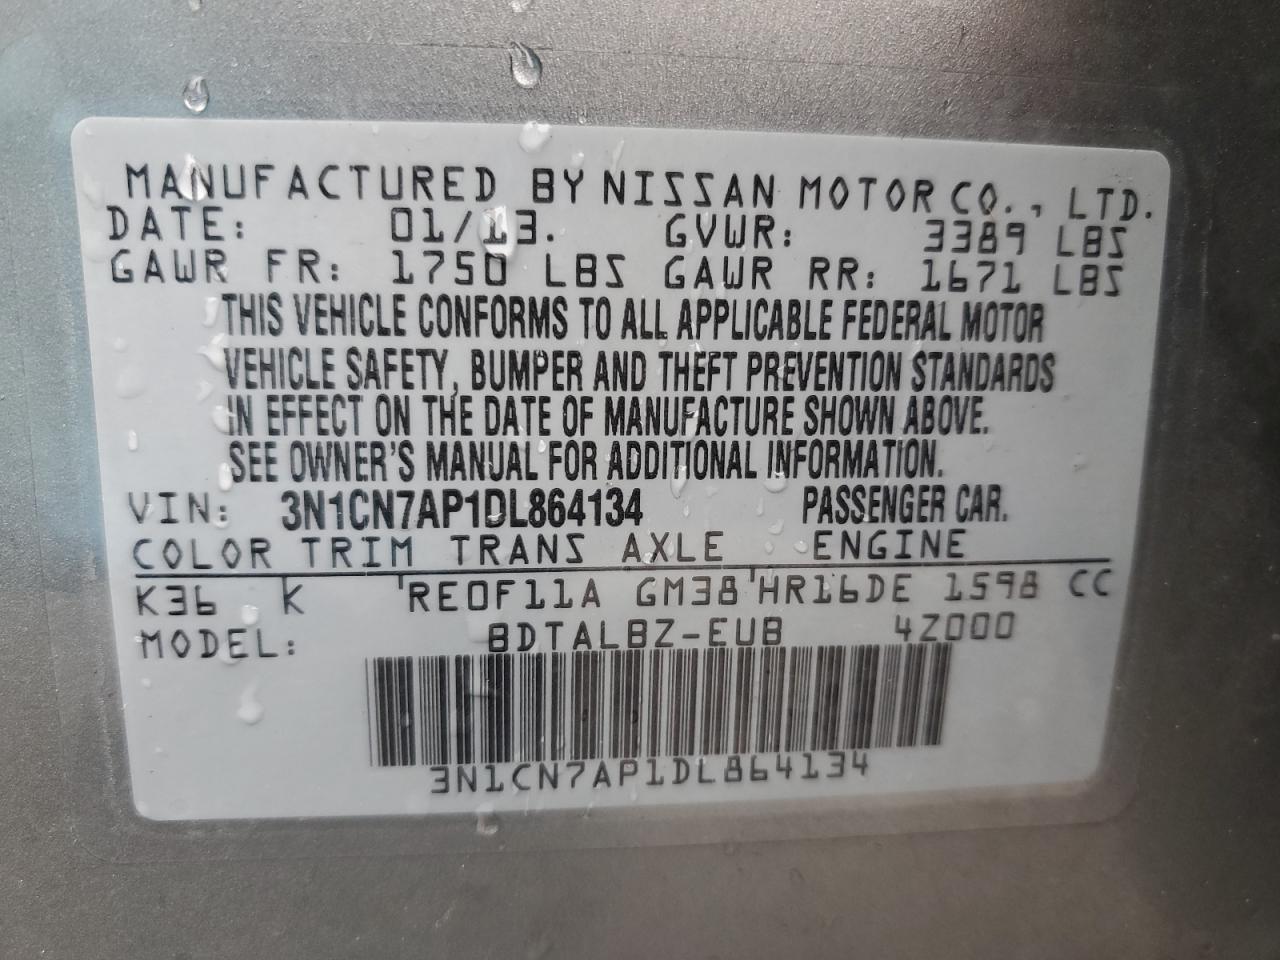 MANUFACTURED BY NISSAN MOTOR CO., LTD.
DATE: 01/13. GVWR: 3389 LBS
GAWR FR: 1750 LBS GAWR RR: 1671 LBS
THIS VEHICLE CONFORMS TO ALL APPLICABLE FEDERAL MOTOR
VEHICLE SAFETY, BUMPER AND THEFT PREVENTION STANDARDS
IN EFFECT ON THE DATE OF MANUFACTURE SHOWN ABOVE.
SEE OWNER'S MANUAL FOR ADDITIONAL INFORMATION.
VIN: 3N1CN7AP1DL864134 PASSENGER CAR.
COLOR TRIM TRANS AXLE ENGINE
K36 K RE0F11A GM38 HR16DE 1598 CC
MODEL: BDTALBZ-EUB 4Z000
3N1CN7AP1DL864134